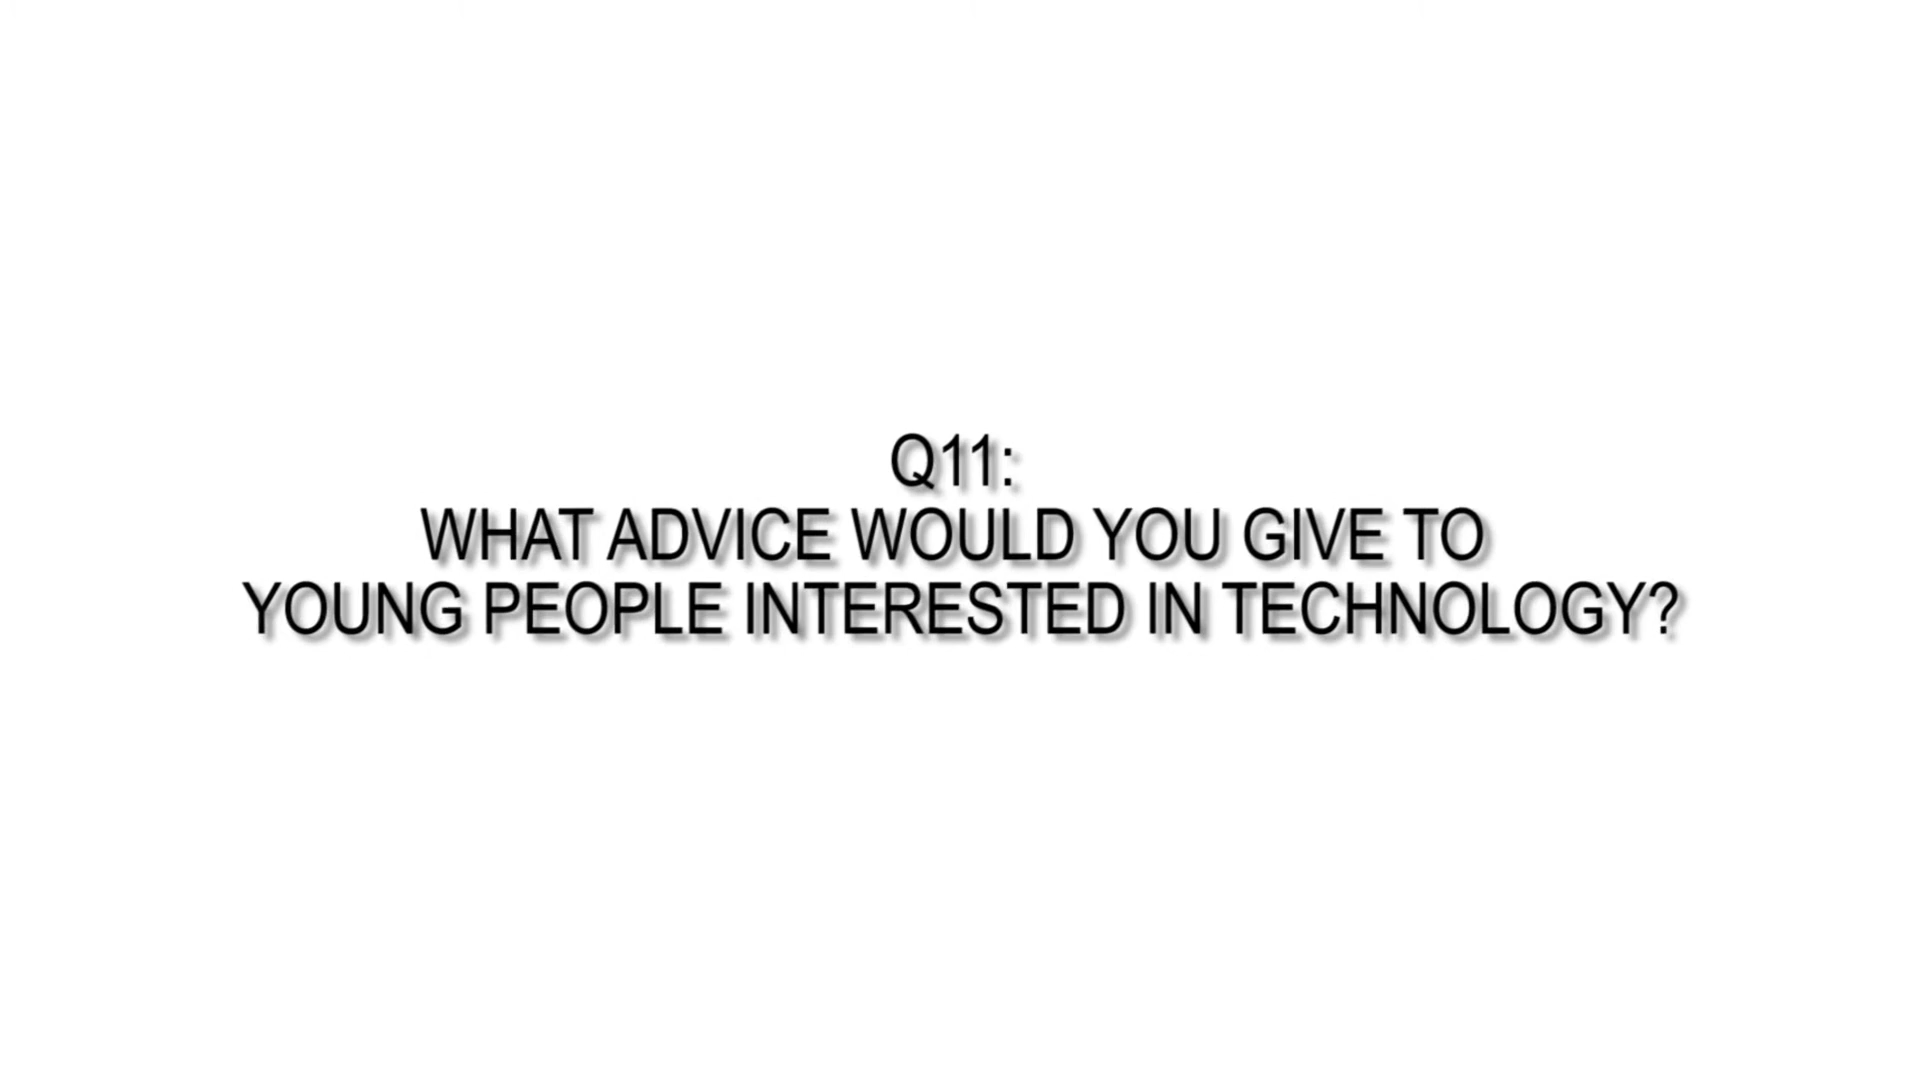 Q11:
WHAT ADVICE WOULD YOU GIVE TO
YOUNG PEOPLE INTERESTED IN TECHNOLOGY?